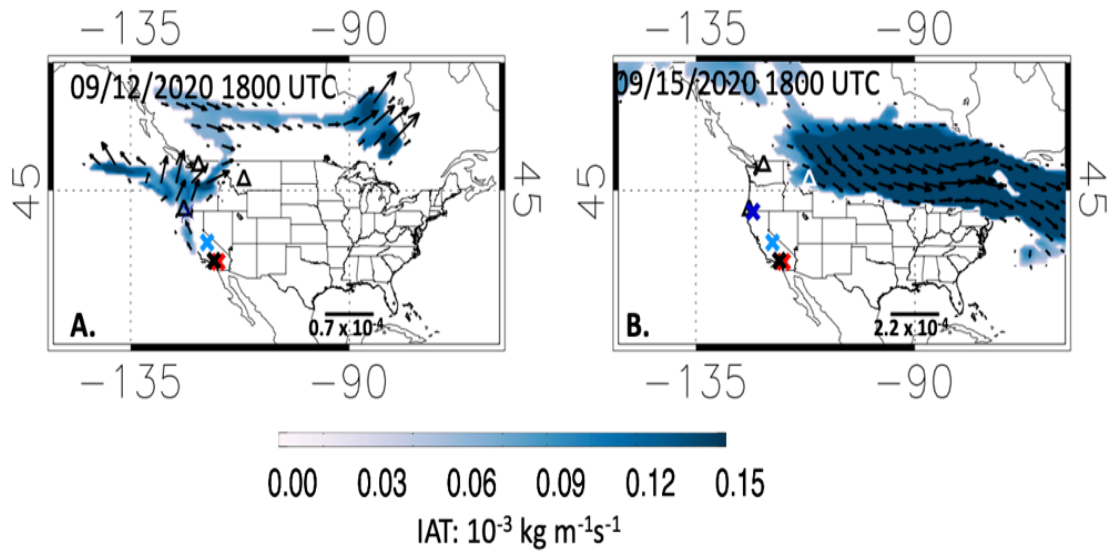 −135 −90 −135 −90
09/12/2020 1800 UTC 09/15/2020 1800 UTC
45 45
A. 0.7 x 10-4 B. 2.2 x 10-4
−135 −90 −135 −90
0.00 0.03 0.06 0.09 0.12 0.15
IAT: 10⁻³ kg m⁻¹s⁻¹